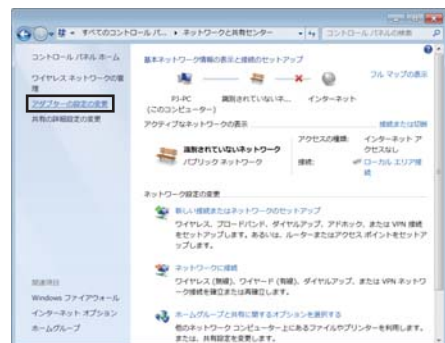 すべてのコントロール パ... ネットワークと共有センター
コントロール パネルの検索
コントロール パネル ホーム
ワイヤレス ネットワークの管理
アダプターの設定の変更
共有の詳細設定の変更
基本ネットワーク情報の表示と接続のセットアップ
フル マップの表示
PJ-PC
(このコンピューター)
識別されていないネ...
インターネット
アクティブなネットワークの表示
接続または切断
識別されていないネットワーク
パブリック ネットワーク
アクセスの種類:
インターネット ア
クセスなし
接続:
ローカル エリア接
続
ネットワーク設定の変更
新しい接続またはネットワークのセットアップ
ワイヤレス、ブロードバンド、ダイヤルアップ、アドホック、または VPN 接続
をセットアップします。あるいは、ルーターまたはアクセス ポイントをセットア
ップします。
ネットワークに接続
ワイヤレス (無線)、ワイヤード (有線)、ダイヤルアップ、または VPN ネットワ
ーク接続を確立または再確立します。
ホームグループと共有に関するオプションを選択する
他のネットワーク コンピューター上にあるファイルやプリンターを利用します。
または、共有設定を変更します。
関連項目
Windows ファイアウォール
インターネット オプション
ホームグループ